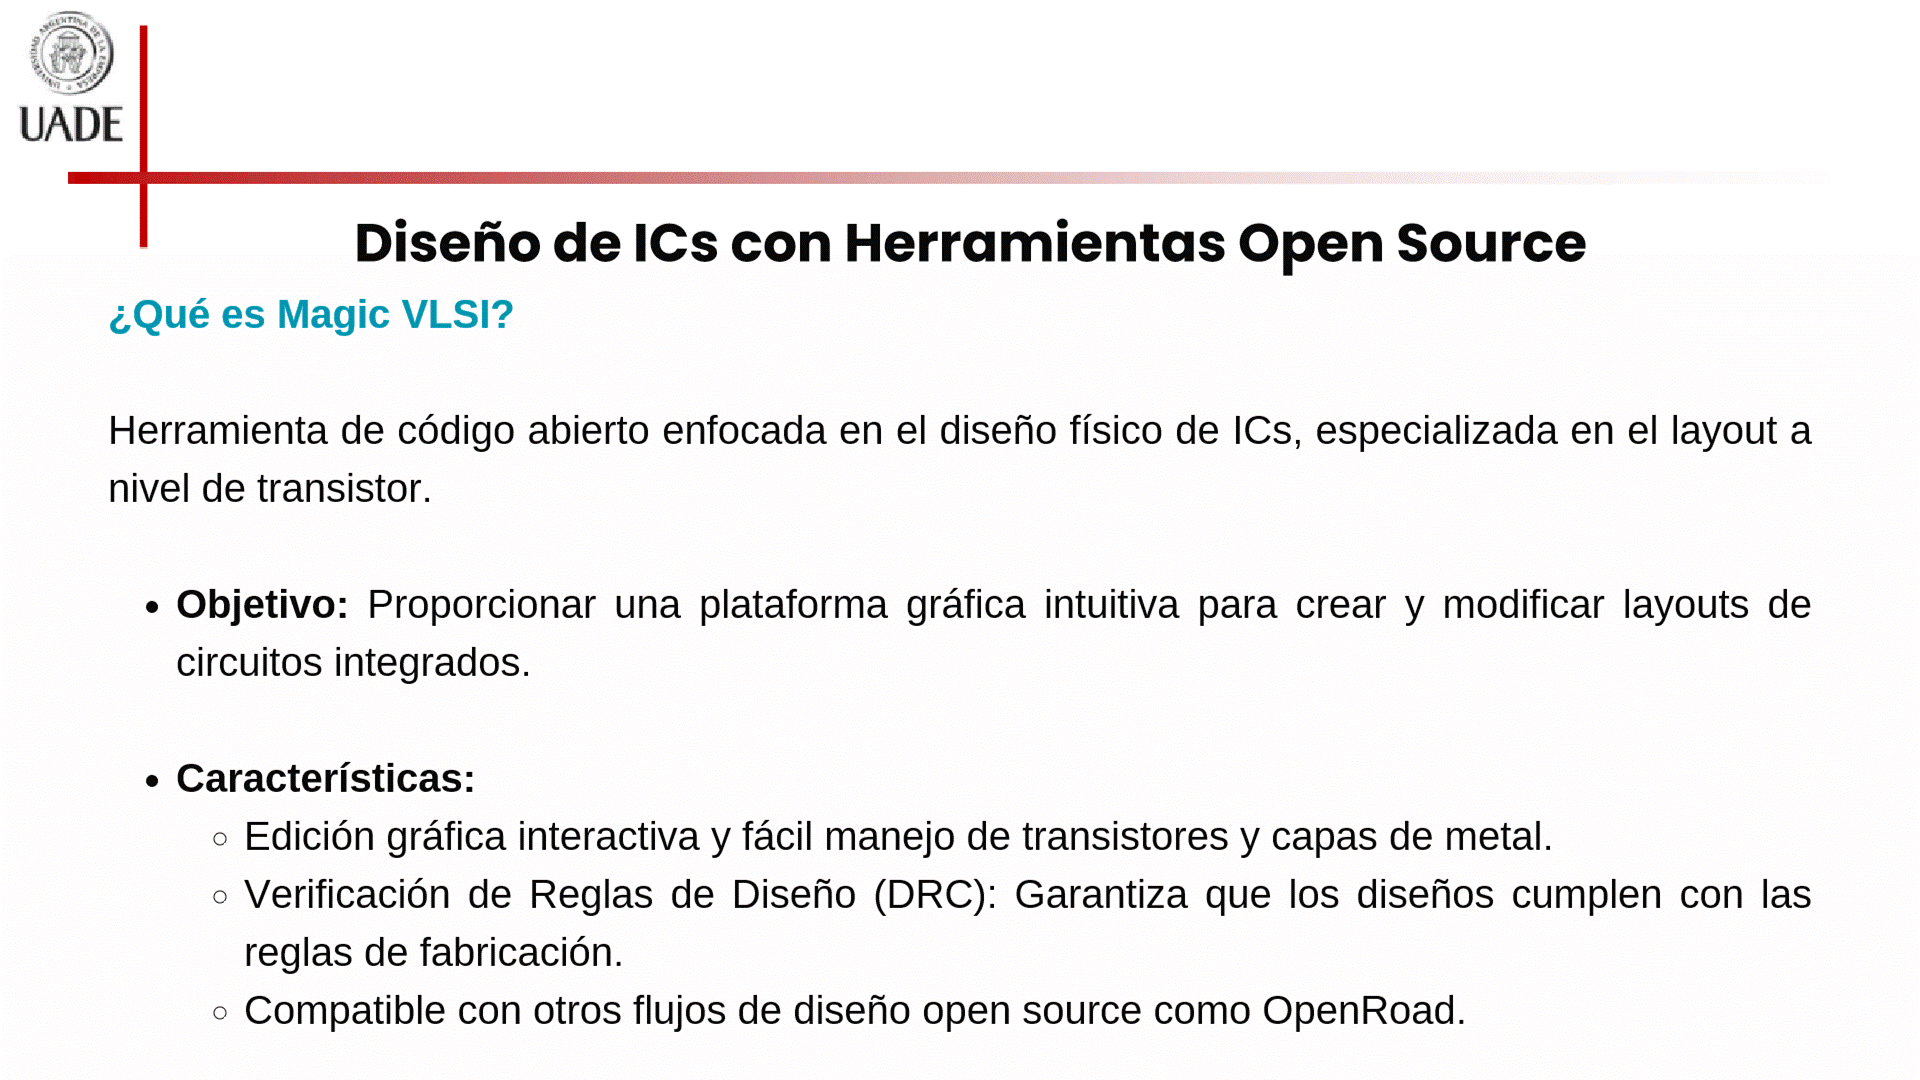 UNIVERSIDAD ARGENTINA DE LA EMPRESA
UADE
Diseño de ICs con Herramientas Open Source
¿Qué es Magic VLSI?
Herramienta de código abierto enfocada en el diseño físico de ICs, especializada en el layout a
nivel de transistor.
• Objetivo: Proporcionar una plataforma gráfica intuitiva para crear y modificar layouts de
circuitos integrados.
• Características:
○ Edición gráfica interactiva y fácil manejo de transistores y capas de metal.
○ Verificación de Reglas de Diseño (DRC): Garantiza que los diseños cumplen con las
reglas de fabricación.
○ Compatible con otros flujos de diseño open source como OpenRoad.